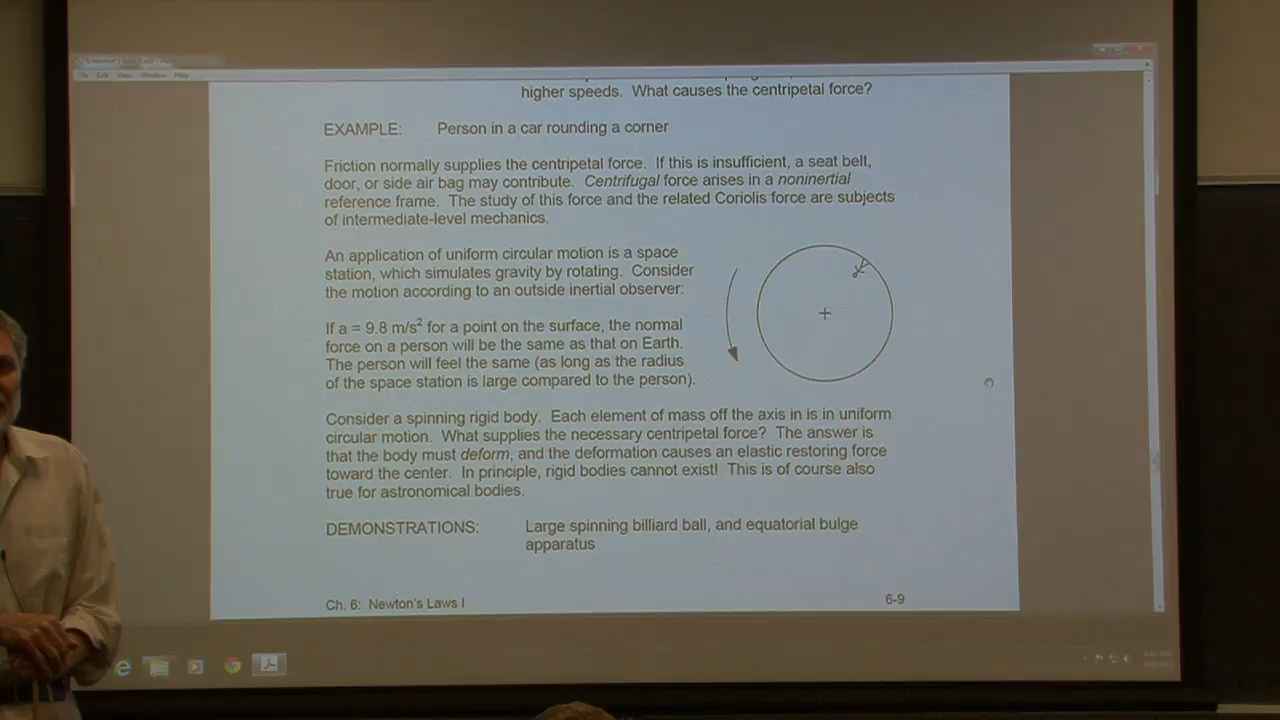 File Edit View Window Help
higher speeds. What causes the centripetal force?
EXAMPLE: Person in a car rounding a corner
Friction normally supplies the centripetal force. If this is insufficient, a seat belt,
door, or side air bag may contribute. Centrifugal force arises in a noninertial
reference frame. The study of this force and the related Coriolis force are subjects
of intermediate-level mechanics.
An application of uniform circular motion is a space
station, which simulates gravity by rotating. Consider
the motion according to an outside inertial observer:
If a = 9.8 m/s² for a point on the surface, the normal
force on a person will be the same as that on Earth.
The person will feel the same (as long as the radius
of the space station is large compared to the person).
Consider a spinning rigid body. Each element of mass off the axis in is in uniform
circular motion. What supplies the necessary centripetal force? The answer is
that the body must deform, and the deformation causes an elastic restoring force
toward the center. In principle, rigid bodies cannot exist! This is of course also
true for astronomical bodies.
DEMONSTRATIONS: Large spinning billiard ball, and equatorial bulge
apparatus
Ch. 6: Newton's Laws I 6-9